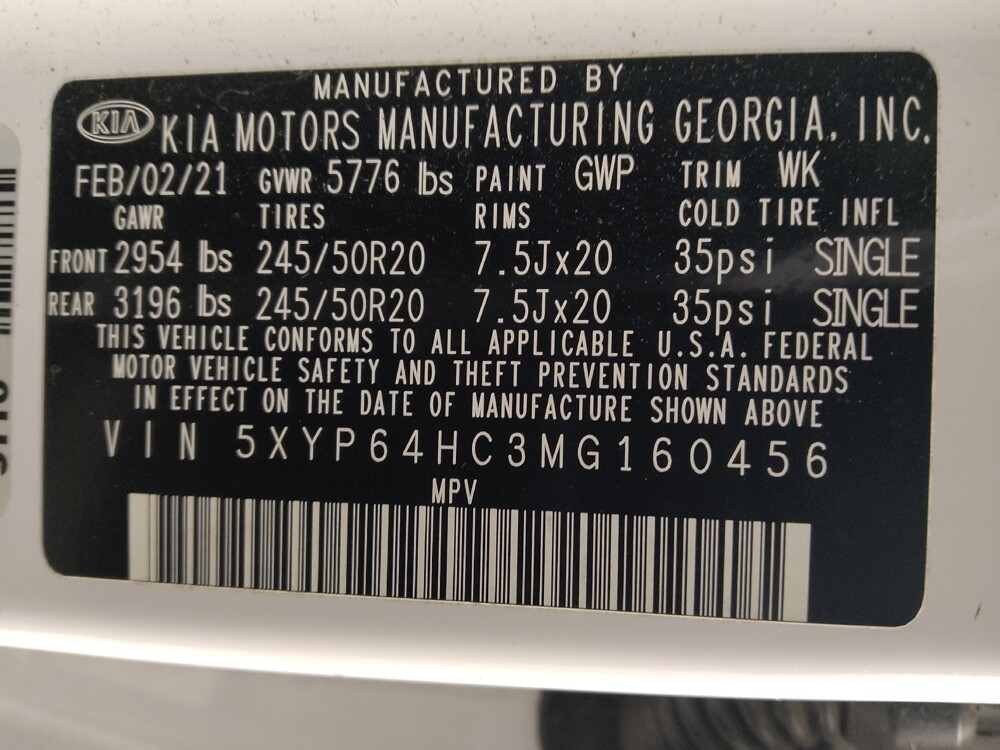 MANUFACTURED BY
KIA KIA MOTORS MANUFACTURING GEORGIA, INC.
FEB/02/21 GVWR 5776 lbs PAINT GWP TRIM WK
GAWR TIRES RIMS COLD TIRE INFL
FRONT 2954 lbs 245/50R20 7.5Jx20 35psi SINGLE
REAR 3196 lbs 245/50R20 7.5Jx20 35psi SINGLE
THIS VEHICLE CONFORMS TO ALL APPLICABLE U.S.A. FEDERAL
MOTOR VEHICLE SAFETY AND THEFT PREVENTION STANDARDS
IN EFFECT ON THE DATE OF MANUFACTURE SHOWN ABOVE
VIN 5XYP64HC3MG160456
MPV